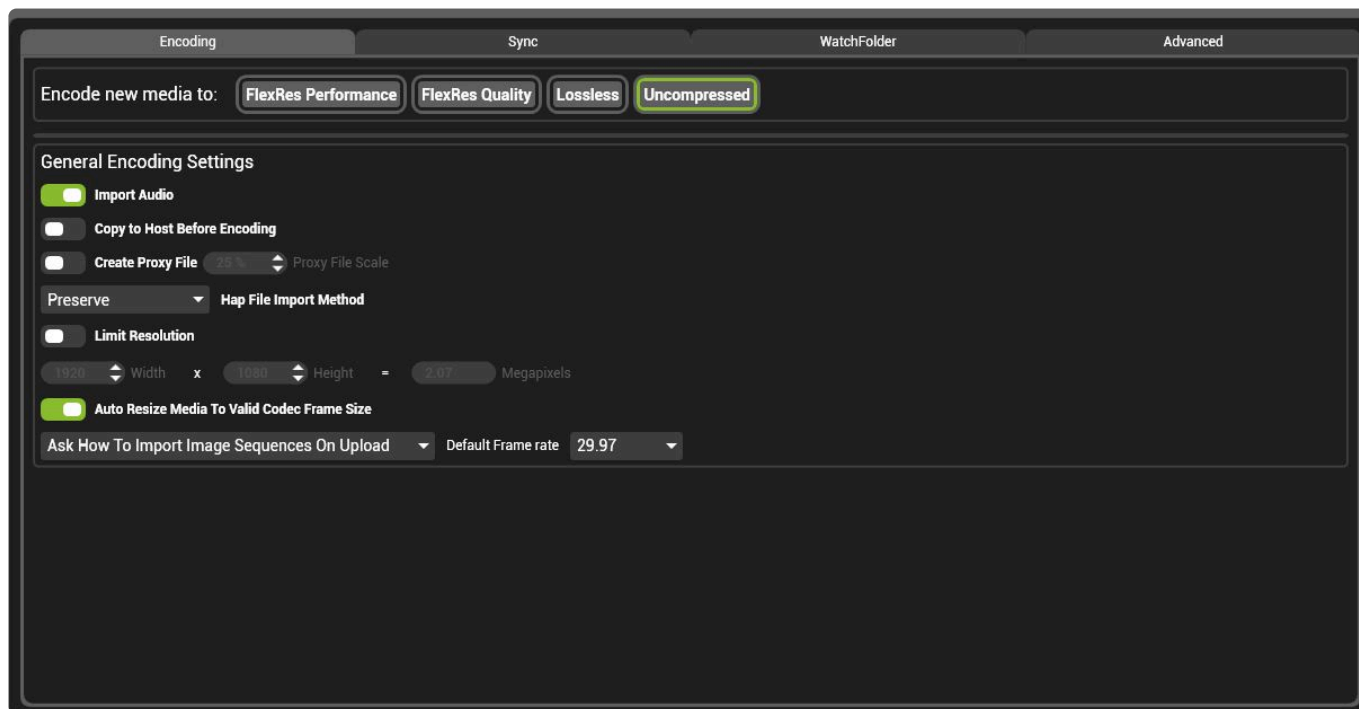 Encoding Sync WatchFolder Advanced
Encode new media to: FlexRes Performance FlexRes Quality Lossless Uncompressed
General Encoding Settings
Import Audio
Copy to Host Before Encoding
Create Proxy File 25 % Proxy File Scale
Preserve Hap File Import Method
Limit Resolution
1920 Width x 1080 Height = 2.07 Megapixels
Auto Resize Media To Valid Codec Frame Size
Ask How To Import Image Sequences On Upload Default Frame rate 29.97